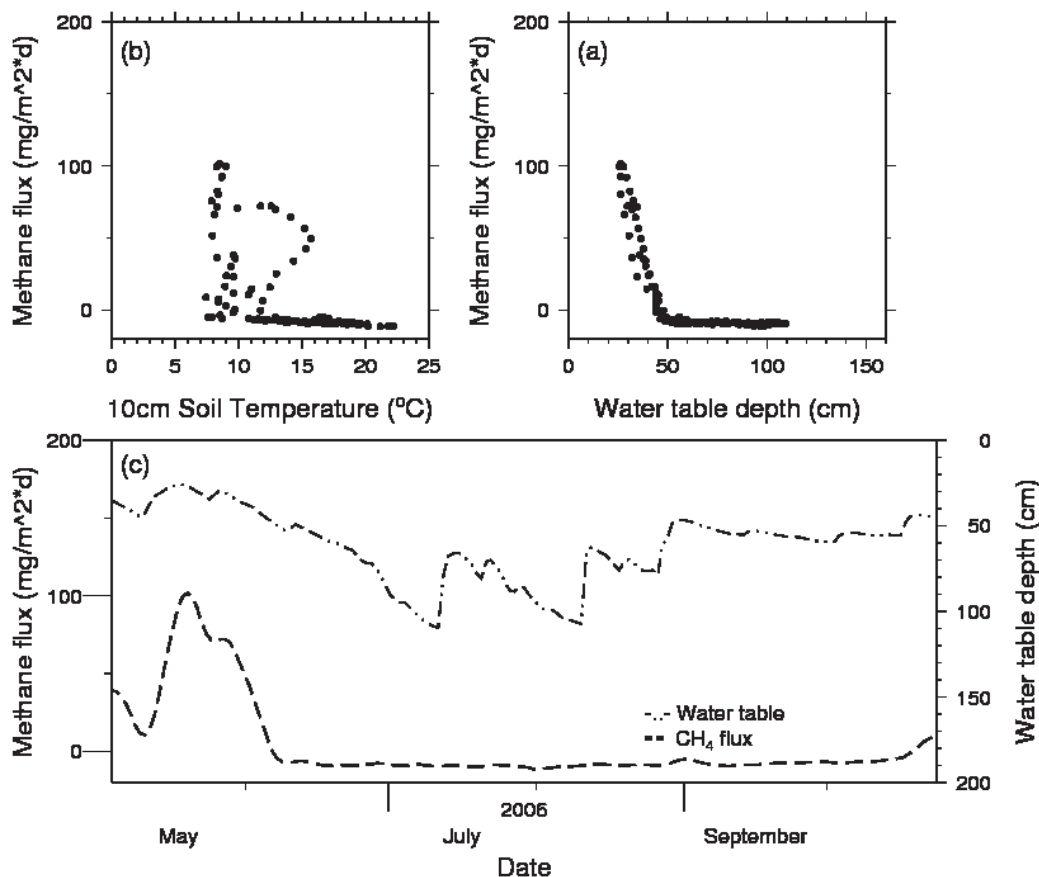 200
100
0
Methane flux (mg/m^2*d)
(b)
0 5 10 15 20 25
10cm Soil Temperature (ºC)
200
100
0
Methane flux (mg/m^2*d)
(a)
0 50 100 150
Water table depth (cm)
200
100
0
Methane flux (mg/m^2*d)
(c)
0
50
100
150
200
Water table depth (cm)
Water table
CH₄ flux
2006
May July September
Date